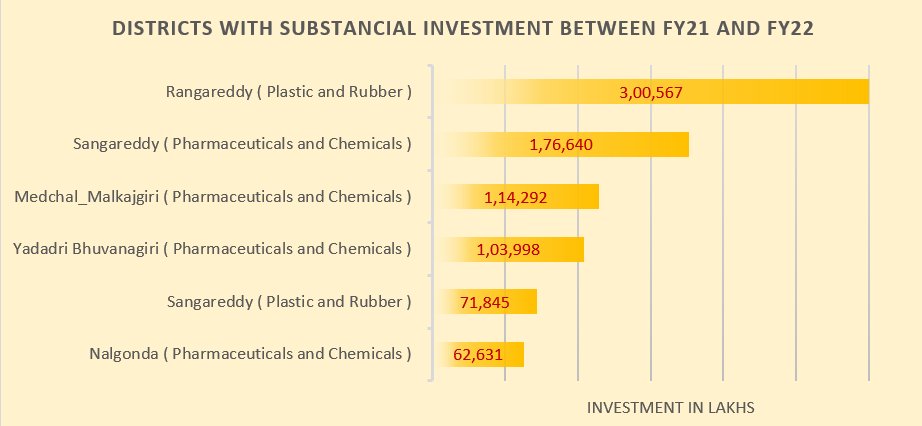 DISTRICTS WITH SUBSTANCIAL INVESTMENT BETWEEN FY21 AND FY22
Rangareddy ( Plastic and Rubber ) 3,00,567
Sangareddy ( Pharmaceuticals and Chemicals ) 1,76,640
Medchal_Malkajgiri ( Pharmaceuticals and Chemicals ) 1,14,292
Yadadri Bhuvanagiri ( Pharmaceuticals and Chemicals ) 1,03,998
Sangareddy ( Plastic and Rubber ) 71,845
Nalgonda ( Pharmaceuticals and Chemicals ) 62,631
INVESTMENT IN LAKHS